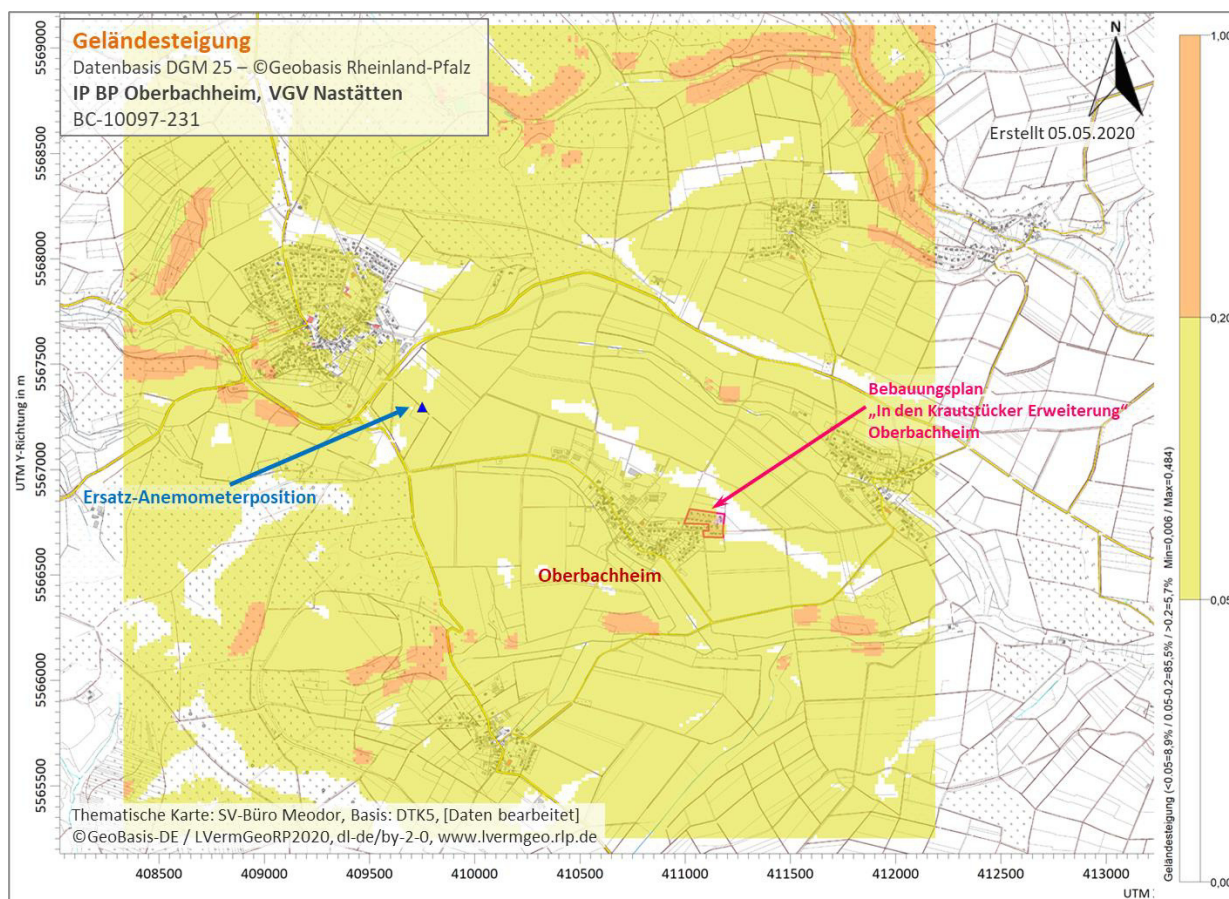 Geländesteigung
Datenbasis DGM 25 – ©Geobasis Rheinland-Pfalz
IP BP Oberbachheim, VGV Nastätten
BC-10097-231
N
Erstellt 05.05.2020
Bebauungsplan
„In den Krautstücker Erweiterung“
Oberbachheim
Ersatz-Anemometerposition
Oberbachheim
Thematische Karte: SV-Büro Meodor, Basis: DTK5, [Daten bearbeitet]
©GeoBasis-DE / LVermGeoRP2020, dl-de/by-2-0, www.lvermgeo.rlp.de
UTM Y-Richtung in m
5569000
5568500
5568000
5567500
5567000
5566500
5566000
5565500
408500 409000 409500 410000 410500 411000 411500 412000 412500 413000
UTM
Geländesteigung (<0.05=8,9% / 0.05-0.2=85,5% / >0.2=5,7% Min=0,006 / Max=0,484)
1,00
0,20
0,05
0,00